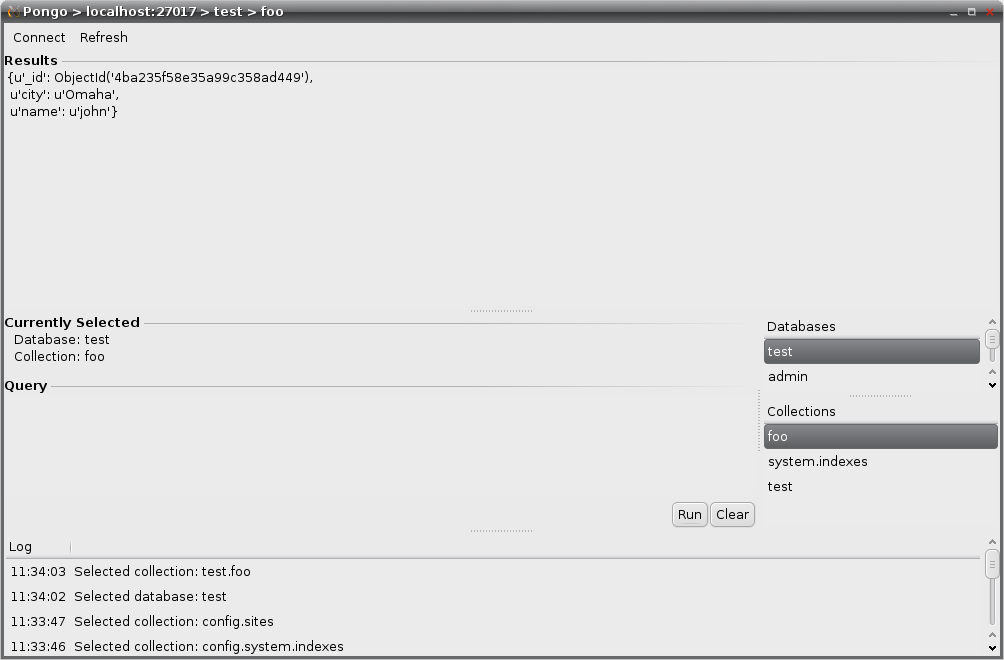 Pongo > localhost:27017 > test > foo
Connect Refresh
Results
{u'_id': ObjectId('4ba235f58e35a99c358ad449'),
u'city': u'Omaha',
u'name': u'john'}
Currently Selected
Database: test
Collection: foo
Query
Run Clear
Databases
test
admin
Collections
foo
system.indexes
test
Log
11:34:03 Selected collection: test.foo
11:34:02 Selected database: test
11:33:47 Selected collection: config.sites
11:33:46 Selected collection: config.system.indexes